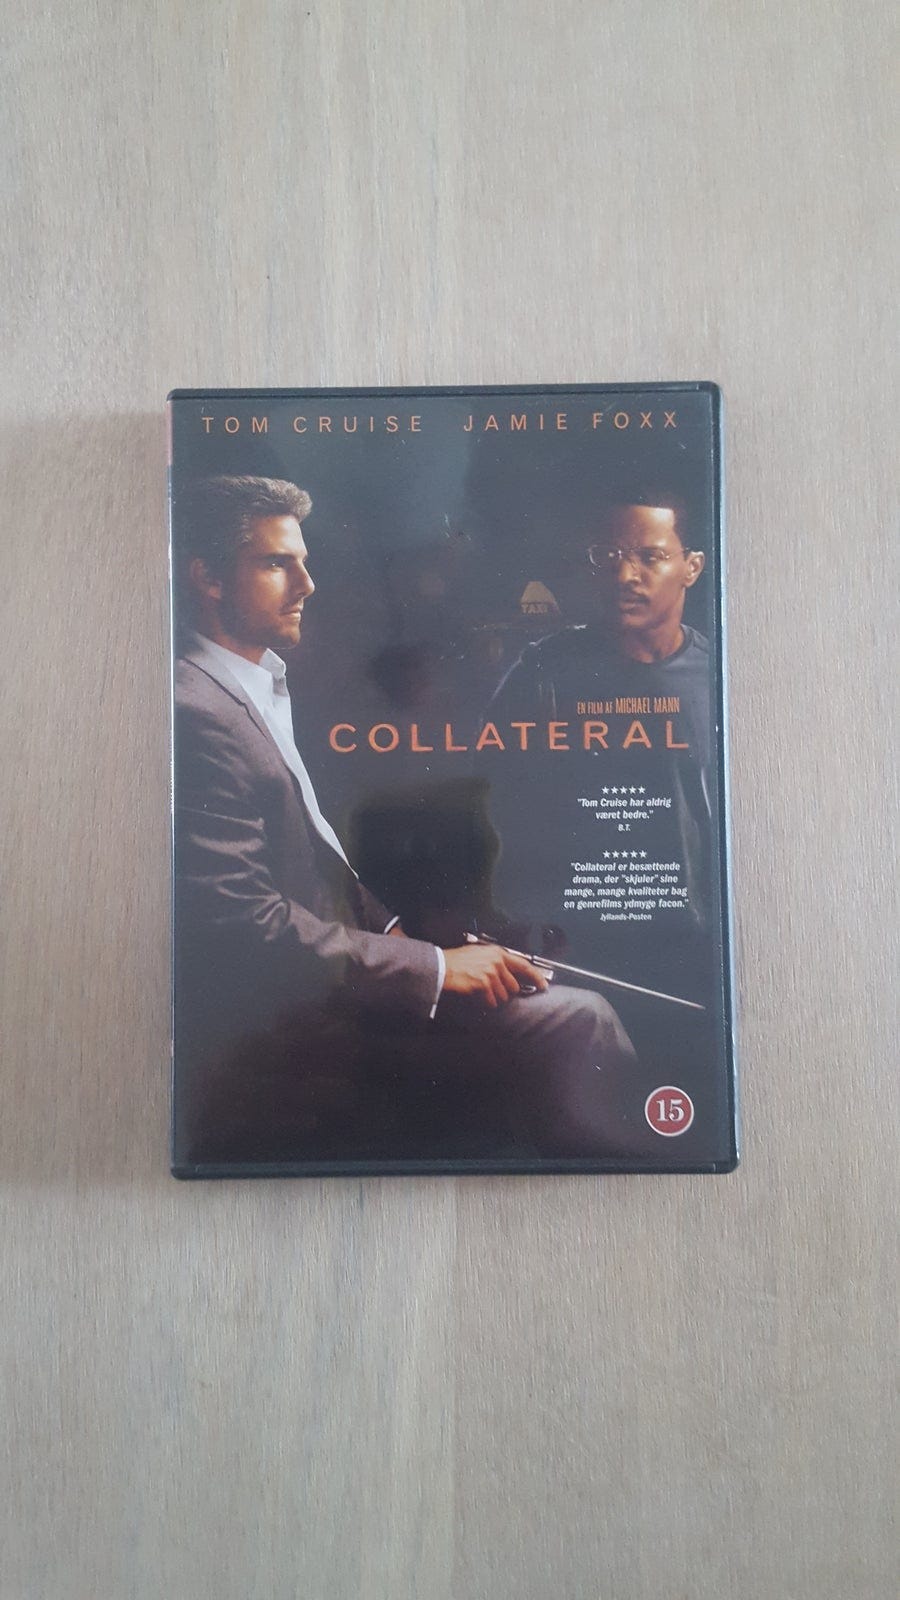 TOM CRUISE JAMIE FOXX
TAXI
EN FILM AF MICHAEL MANN
COLLATERAL
★★★★★
"Tom Cruise har aldrig
været bedre."
B.T.
★★★★★
"Collateral er besættende
drama, der "skjuler" sine
mange, mange kvaliteter bag
en genrefilms ydmyge facon."
Jyllands-Posten
15